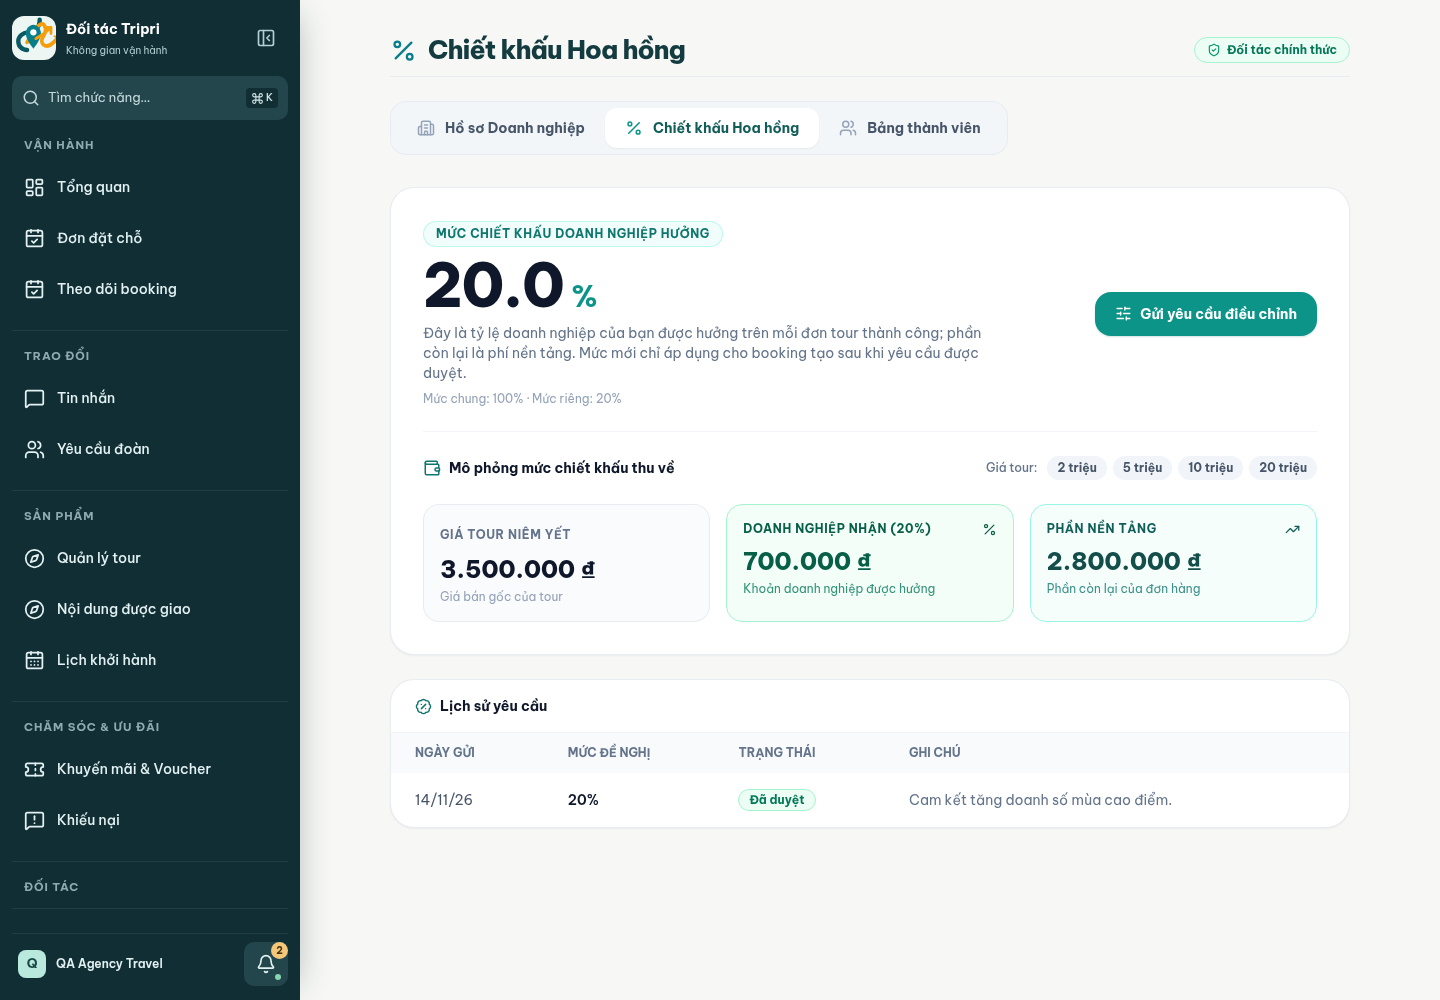 Đối tác Tripri
Không gian vận hành
Tìm chức năng...
⌘K
VẬN HÀNH
Tổng quan
Đơn đặt chỗ
Theo dõi booking
TRAO ĐỔI
Tin nhắn
Yêu cầu đoàn
SẢN PHẨM
Quản lý tour
Nội dung được giao
Lịch khởi hành
CHĂM SÓC & ƯU ĐÃI
Khuyến mãi & Voucher
Khiếu nại
ĐỐI TÁC
Q
QA Agency Travel
2
Chiết khấu Hoa hồng
Đối tác chính thức
Hồ sơ Doanh nghiệp
Chiết khấu Hoa hồng
Bảng thành viên
MỨC CHIẾT KHẤU DOANH NGHIỆP HƯỞNG
20.0 %
Đây là tỷ lệ doanh nghiệp của bạn được hưởng trên mỗi đơn tour thành công; phần
còn lại là phí nền tảng. Mức mới chỉ áp dụng cho booking tạo sau khi yêu cầu được
duyệt.
Mức chung: 100% · Mức riêng: 20%
Gửi yêu cầu điều chỉnh
Mô phỏng mức chiết khấu thu về
Giá tour: 2 triệu 5 triệu 10 triệu 20 triệu
GIÁ TOUR NIÊM YẾT
3.500.000 ₫
Giá bán gốc của tour
DOANH NGHIỆP NHẬN (20%)
700.000 ₫
Khoản doanh nghiệp được hưởng
PHẦN NỀN TẢNG
2.800.000 ₫
Phần còn lại của đơn hàng
Lịch sử yêu cầu
NGÀY GỬI MỨC ĐỀ NGHỊ TRẠNG THÁI GHI CHÚ
14/11/26 20% Đã duyệt Cam kết tăng doanh số mùa cao điểm.